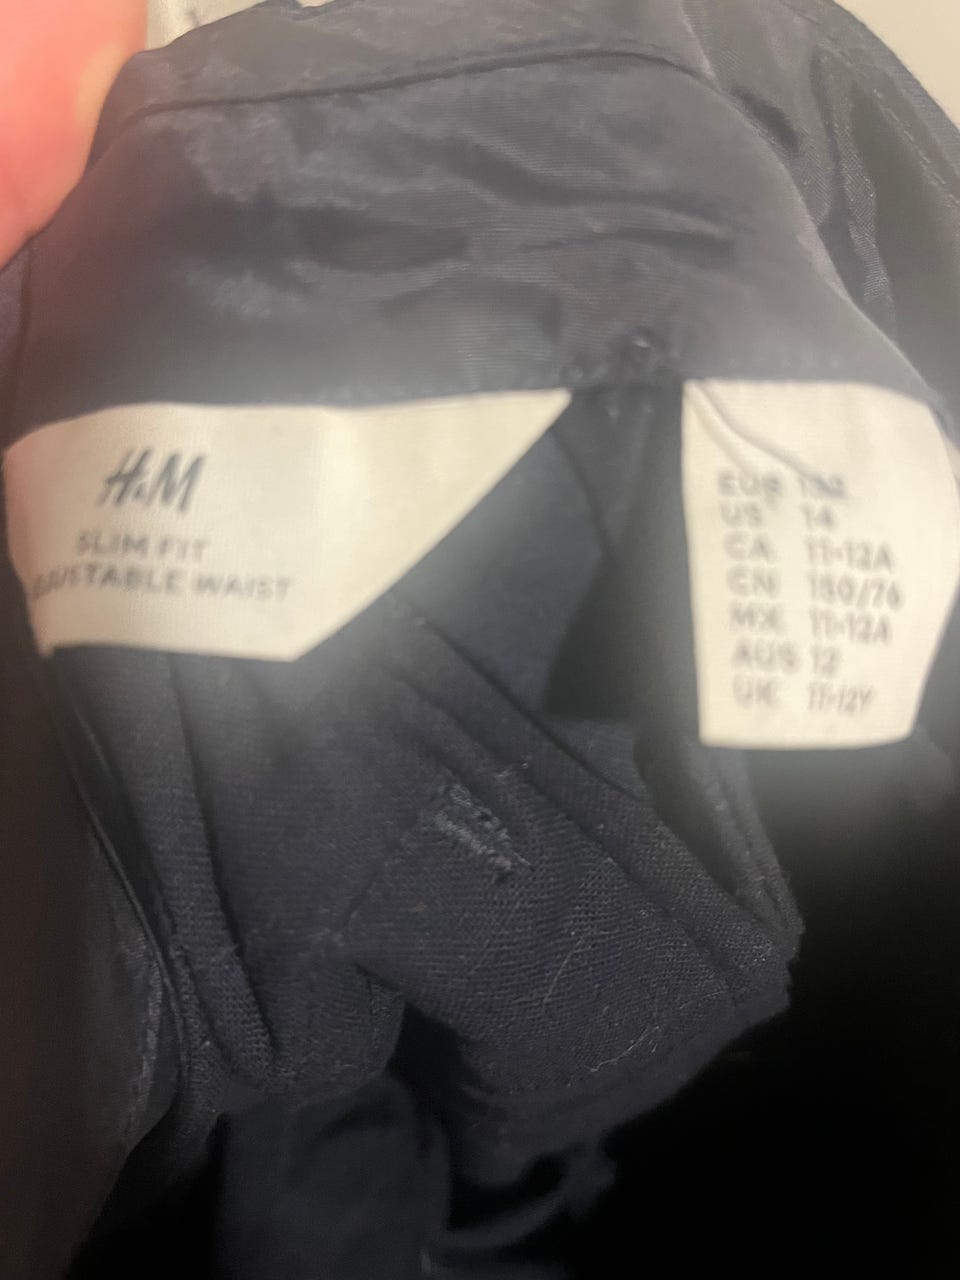 H&M
SLIM FIT
ADJUSTABLE WAIST
EUR
US 14
CA 11-12A
CN 150/76
MX 11-12A
AUS 12
UK 11-12Y